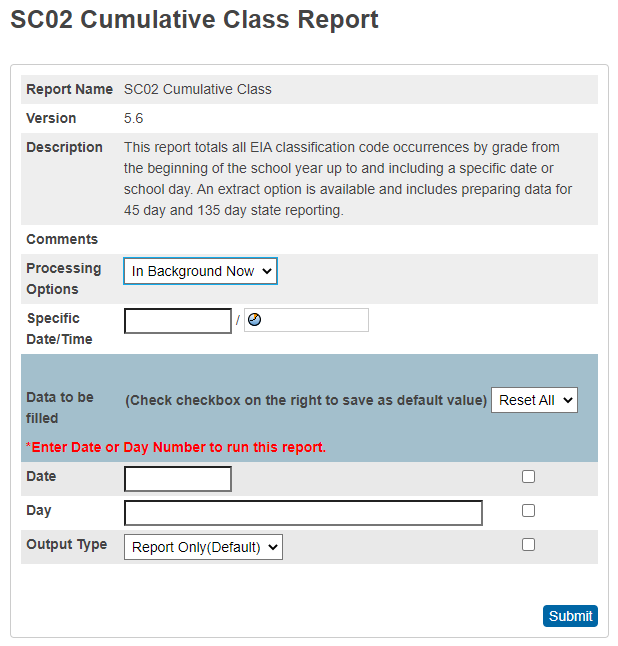 SC02 Cumulative Class Report
Report Name SC02 Cumulative Class
Version 5.6
Description This report totals all EIA classification code occurrences by grade from
the beginning of the school year up to and including a specific date or
school day. An extract option is available and includes preparing data for
45 day and 135 day state reporting.
Comments
Processing Options In Background Now
Specific Date/Time /
Data to be filled (Check checkbox on the right to save as default value) Reset All
*Enter Date or Day Number to run this report.
Date
Day
Output Type Report Only(Default)
Submit